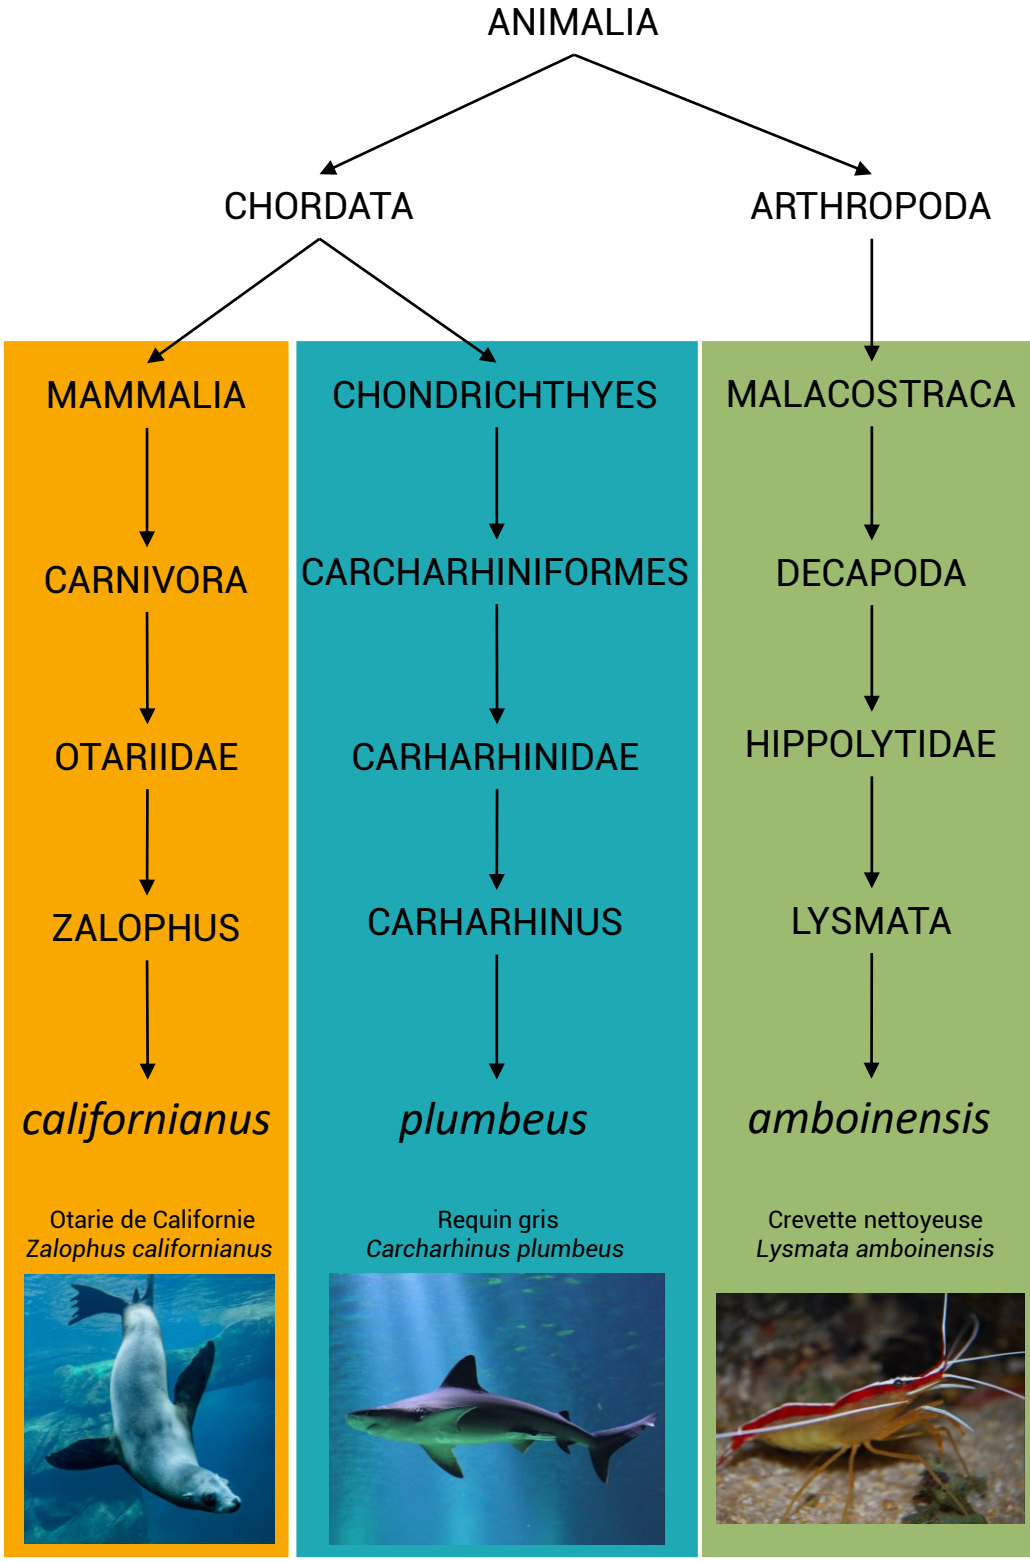 ANIMALIA
CHORDATA
ARTHROPODA
MAMMALIA
CHONDRICHTHYES
MALACOSTRACA
CARNIVORA
CARCHARHINIFORMES
DECAPODA
OTARIIDAE
CARHARHINIDAE
HIPPOLYTIDAE
ZALOPHUS
CARHARHINUS
LYSMATA
californianus
plumbeus
amboinensis
Otarie de Californie
Zalophus californianus
Requin gris
Carcharhinus plumbeus
Crevette nettoyeuse
Lysmata amboinensis